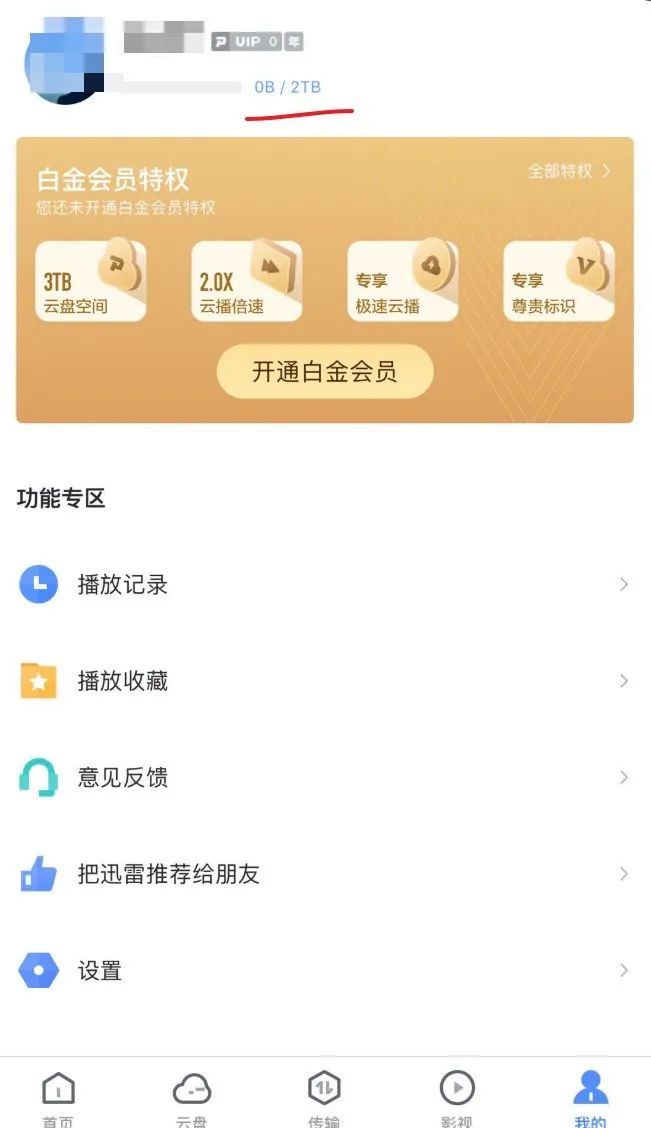 VIP 0 年
0B / 2TB
白金会员特权
全部特权
您还未开通白金会员特权
3TB
云盘空间
2.0X
云播倍速
专享
极速云播
专享
尊贵标识
开通白金会员
功能专区
播放记录
播放收藏
意见反馈
把迅雷推荐给朋友
设置
首页
云盘
传输
影视
我的